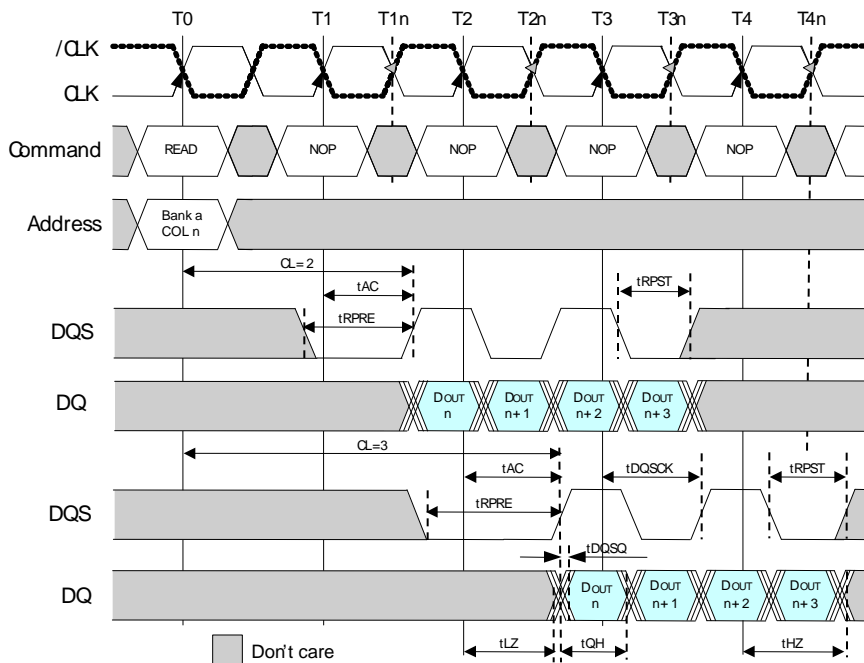 T0 T1 T1n T2 T2n T3 T3n T4 T4n
/CLK
CLK
Command READ NOP NOP NOP NOP
Address Bank a
COL n
CL=2
tAC
tRPRE
tRPST
DQS
DQ DOUT n DOUT n+1 DOUT n+2 DOUT n+3
CL=3
tAC tDQSCK tRPST
tRPRE
DQS
tDQSQ
DQ DOUT n DOUT n+1 DOUT n+2 DOUT n+3
tLZ tQH tHZ
Don't care